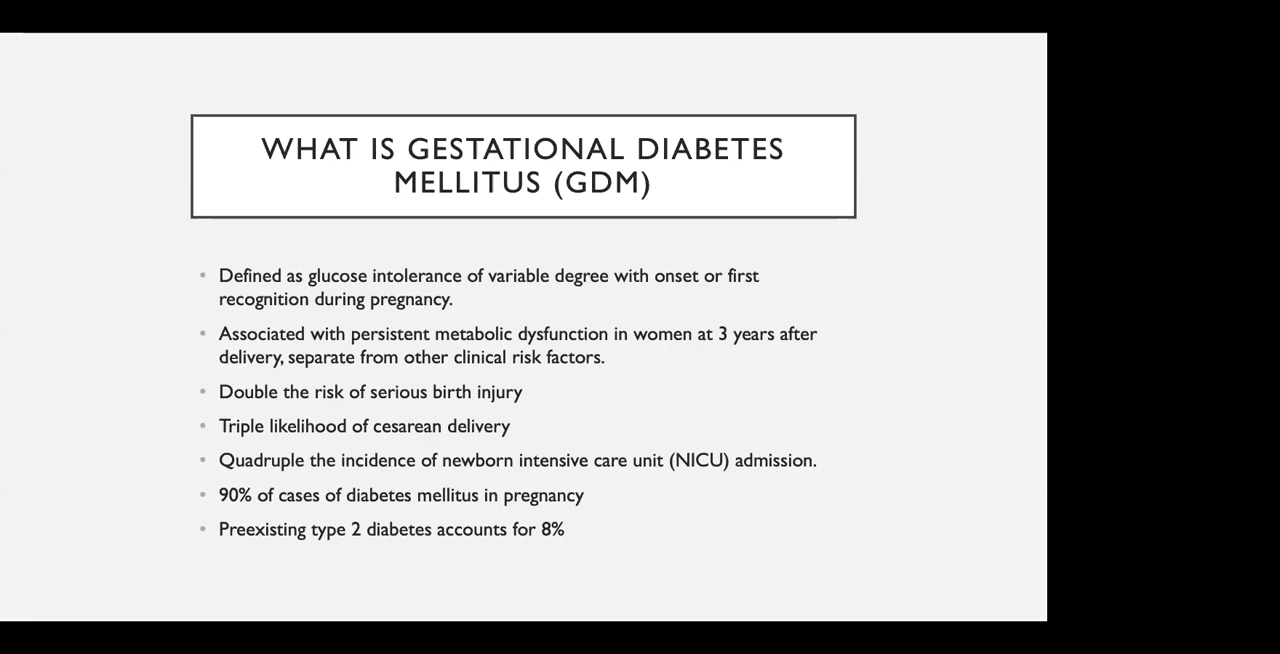 WHAT IS GESTATIONAL DIABETES
MELLITUS (GDM)
• Defined as glucose intolerance of variable degree with onset or first
recognition during pregnancy.
• Associated with persistent metabolic dysfunction in women at 3 years after
delivery, separate from other clinical risk factors.
• Double the risk of serious birth injury
• Triple likelihood of cesarean delivery
• Quadruple the incidence of newborn intensive care unit (NICU) admission.
• 90% of cases of diabetes mellitus in pregnancy
• Preexisting type 2 diabetes accounts for 8%